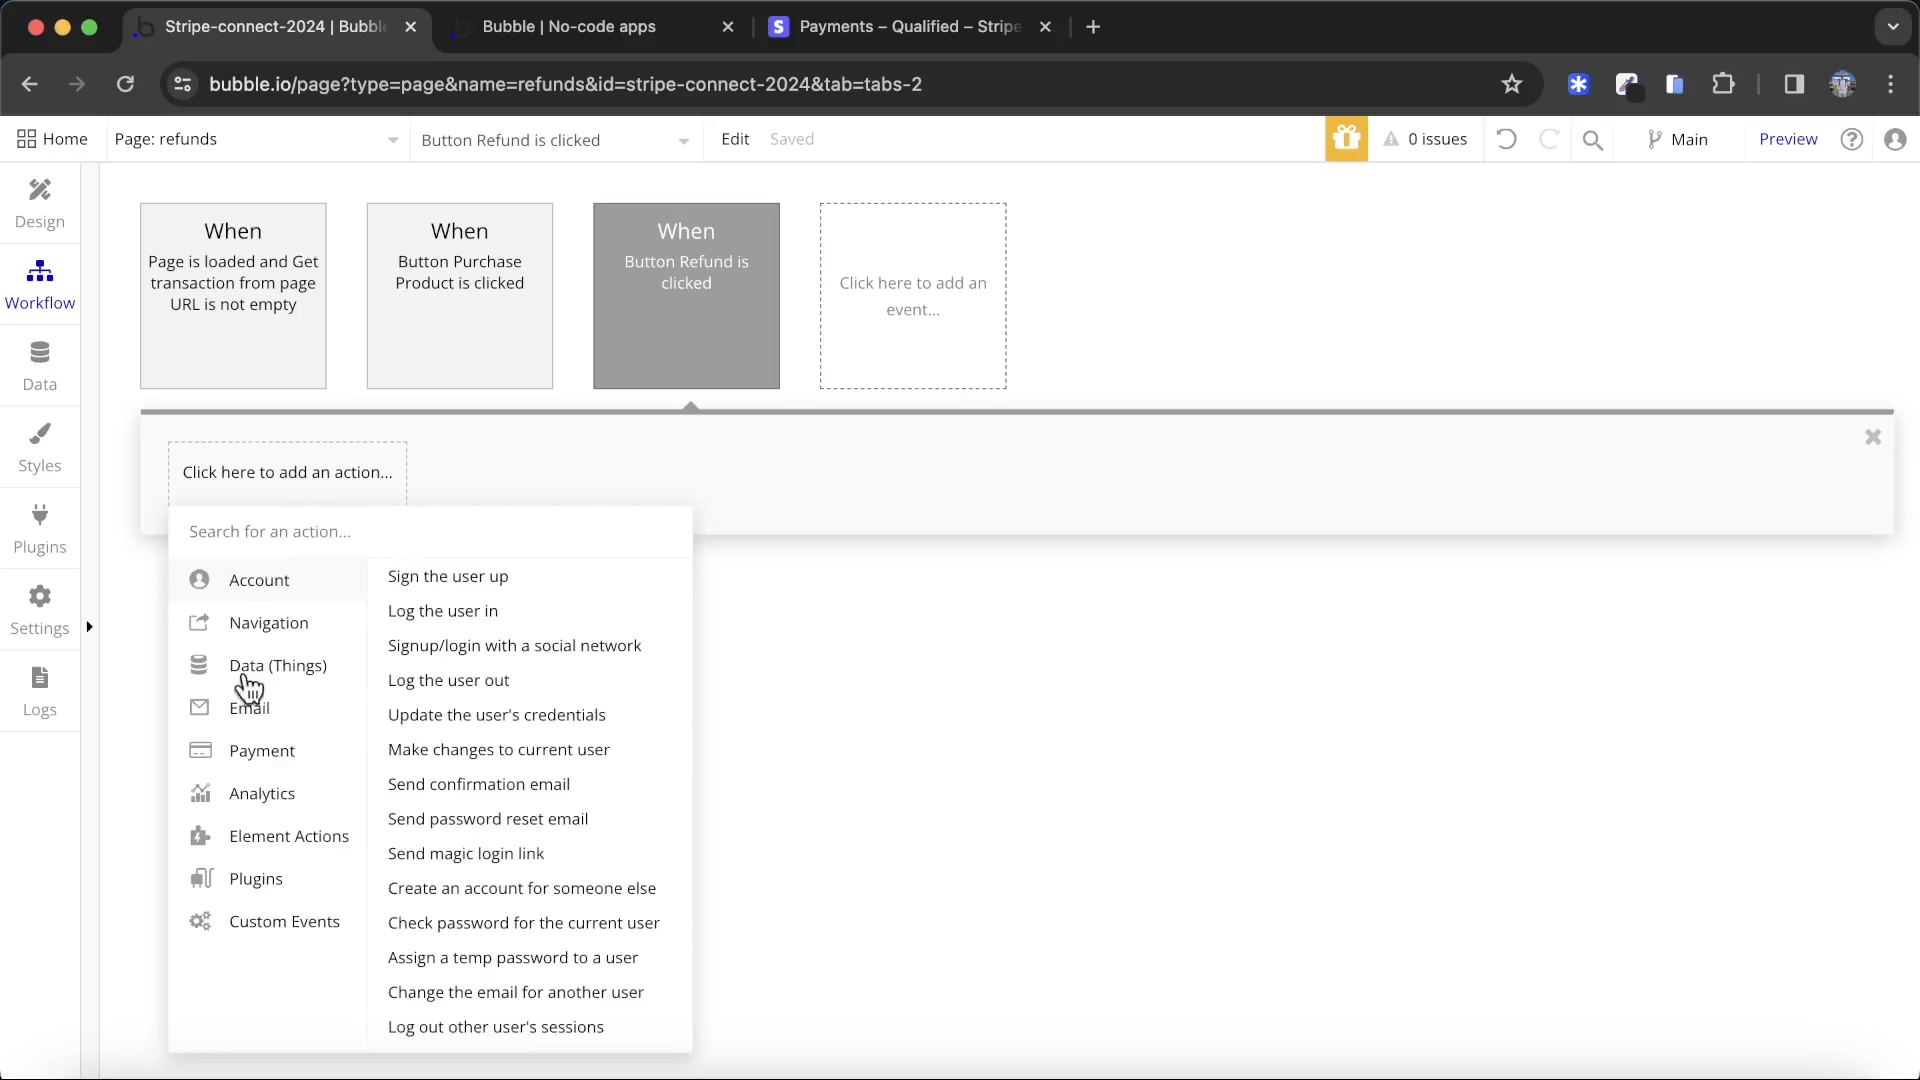 Stripe-connect-2024 | Bubble
Bubble | No-code apps
S
Payments – Qualified – Stripe
bubble.io/page?type=page&name=refunds&id=stripe-connect-2024&tab=tabs-2
Home
Page: refunds
Button Refund is clicked
Edit
Saved
0 issues
Main
Preview
Design
Workflow
Data
Styles
Plugins
Settings
Logs
When
Page is loaded and Get
transaction from page
URL is not empty
When
Button Purchase
Product is clicked
When
Button Refund is
clicked
Click here to add an
event...
Click here to add an action...
Search for an action...
Account
Navigation
Data (Things)
Email
Payment
Analytics
Element Actions
Plugins
Custom Events
Sign the user up
Log the user in
Signup/login with a social network
Log the user out
Update the user's credentials
Make changes to current user
Send confirmation email
Send password reset email
Send magic login link
Create an account for someone else
Check password for the current user
Assign a temp password to a user
Change the email for another user
Log out other user's sessions